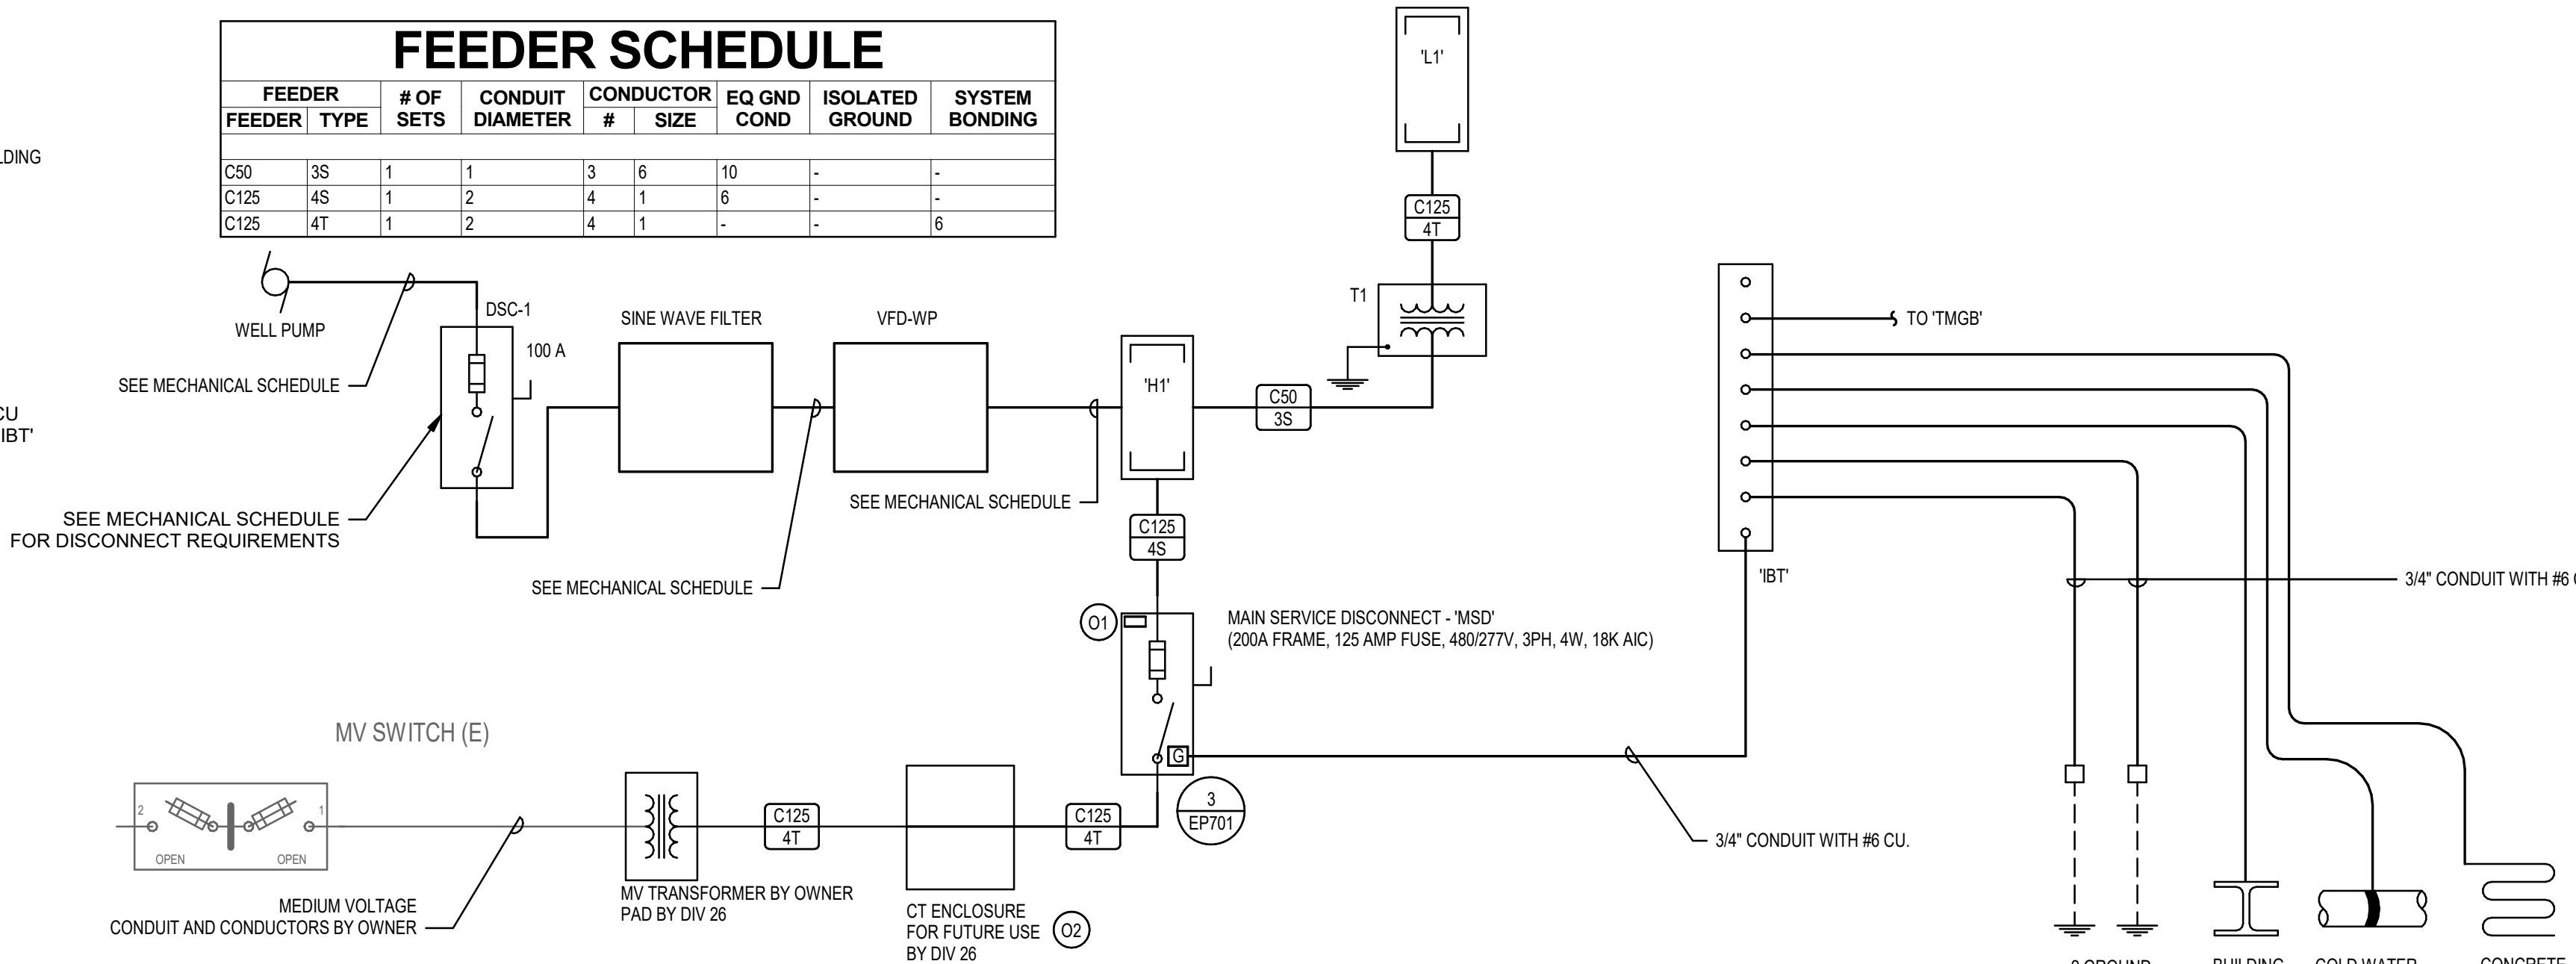 FEEDER SCHEDULE
FEEDER # OF SETS CONDUIT DIAMETER CONDUCTOR EQ GND COND ISOLATED GROUND SYSTEM BONDING
FEEDER TYPE # SIZE
C50 3S 1 1 3 6 10 - -
C125 4S 1 2 4 1 6 - -
C125 4T 1 2 4 1 - - 6
'L1'
C125
4T
T1
WELL PUMP
DSC-1
100 A
SINE WAVE FILTER
VFD-WP
'H1'
C50
3S
TO 'TMGB'
SEE MECHANICAL SCHEDULE
CU
IBT'
SEE MECHANICAL SCHEDULE
FOR DISCONNECT REQUIREMENTS
SEE MECHANICAL SCHEDULE
SEE MECHANICAL SCHEDULE
C125
4S
'IBT'
3/4" CONDUIT WITH #6
O1
MAIN SERVICE DISCONNECT - 'MSD'
(200A FRAME, 125 AMP FUSE, 480/277V, 3PH, 4W, 18K AIC)
G
3
EP701
MV SWITCH (E)
2
1
OPEN
OPEN
C125
4T
C125
4T
3/4" CONDUIT WITH #6 CU.
MEDIUM VOLTAGE
CONDUIT AND CONDUCTORS BY OWNER
MV TRANSFORMER BY OWNER
PAD BY DIV 26
CT ENCLOSURE
FOR FUTURE USE
BY DIV 26
O2
GROUND
BUILDING
COLD WATER
CONCRETE